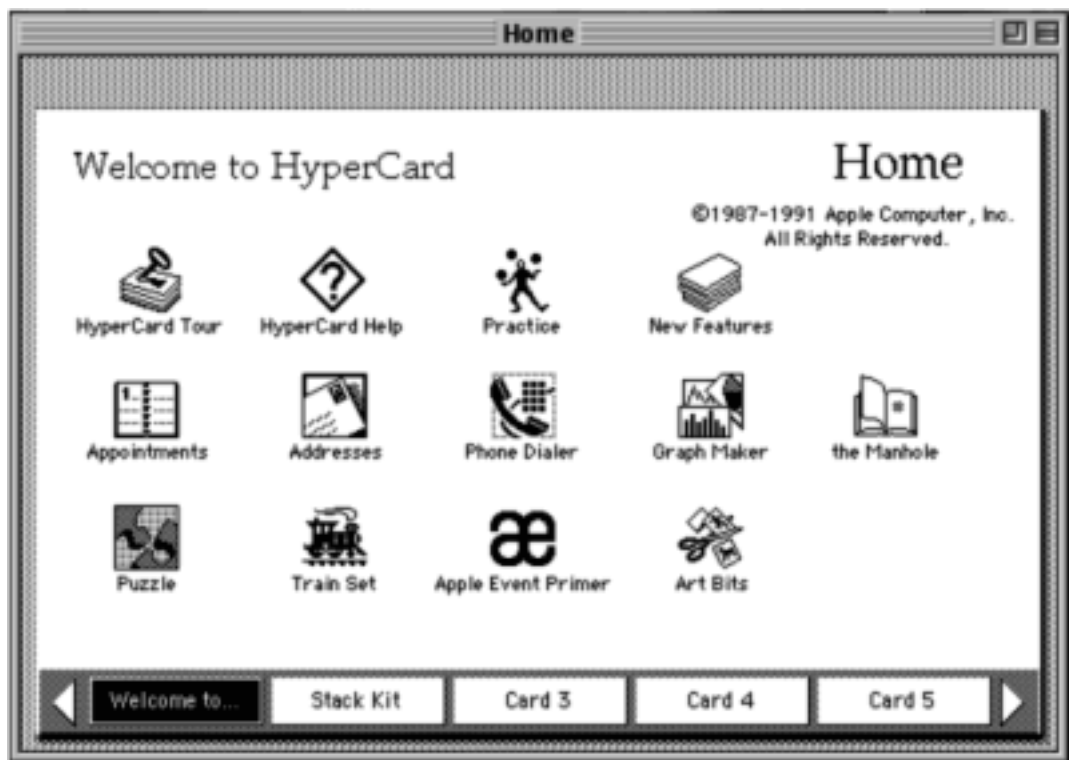 Home
Welcome to HyperCard
Home
©1987-1991 Apple Computer, Inc.
All Rights Reserved.
HyperCard Tour
HyperCard Help
Practice
New Features
1.
Appointments
Addresses
Phone Dialer
Graph Maker
the Manhole
Puzzle
Train Set
æ
Apple Event Primer
Art Bits
Welcome to...
Stack Kit
Card 3
Card 4
Card 5